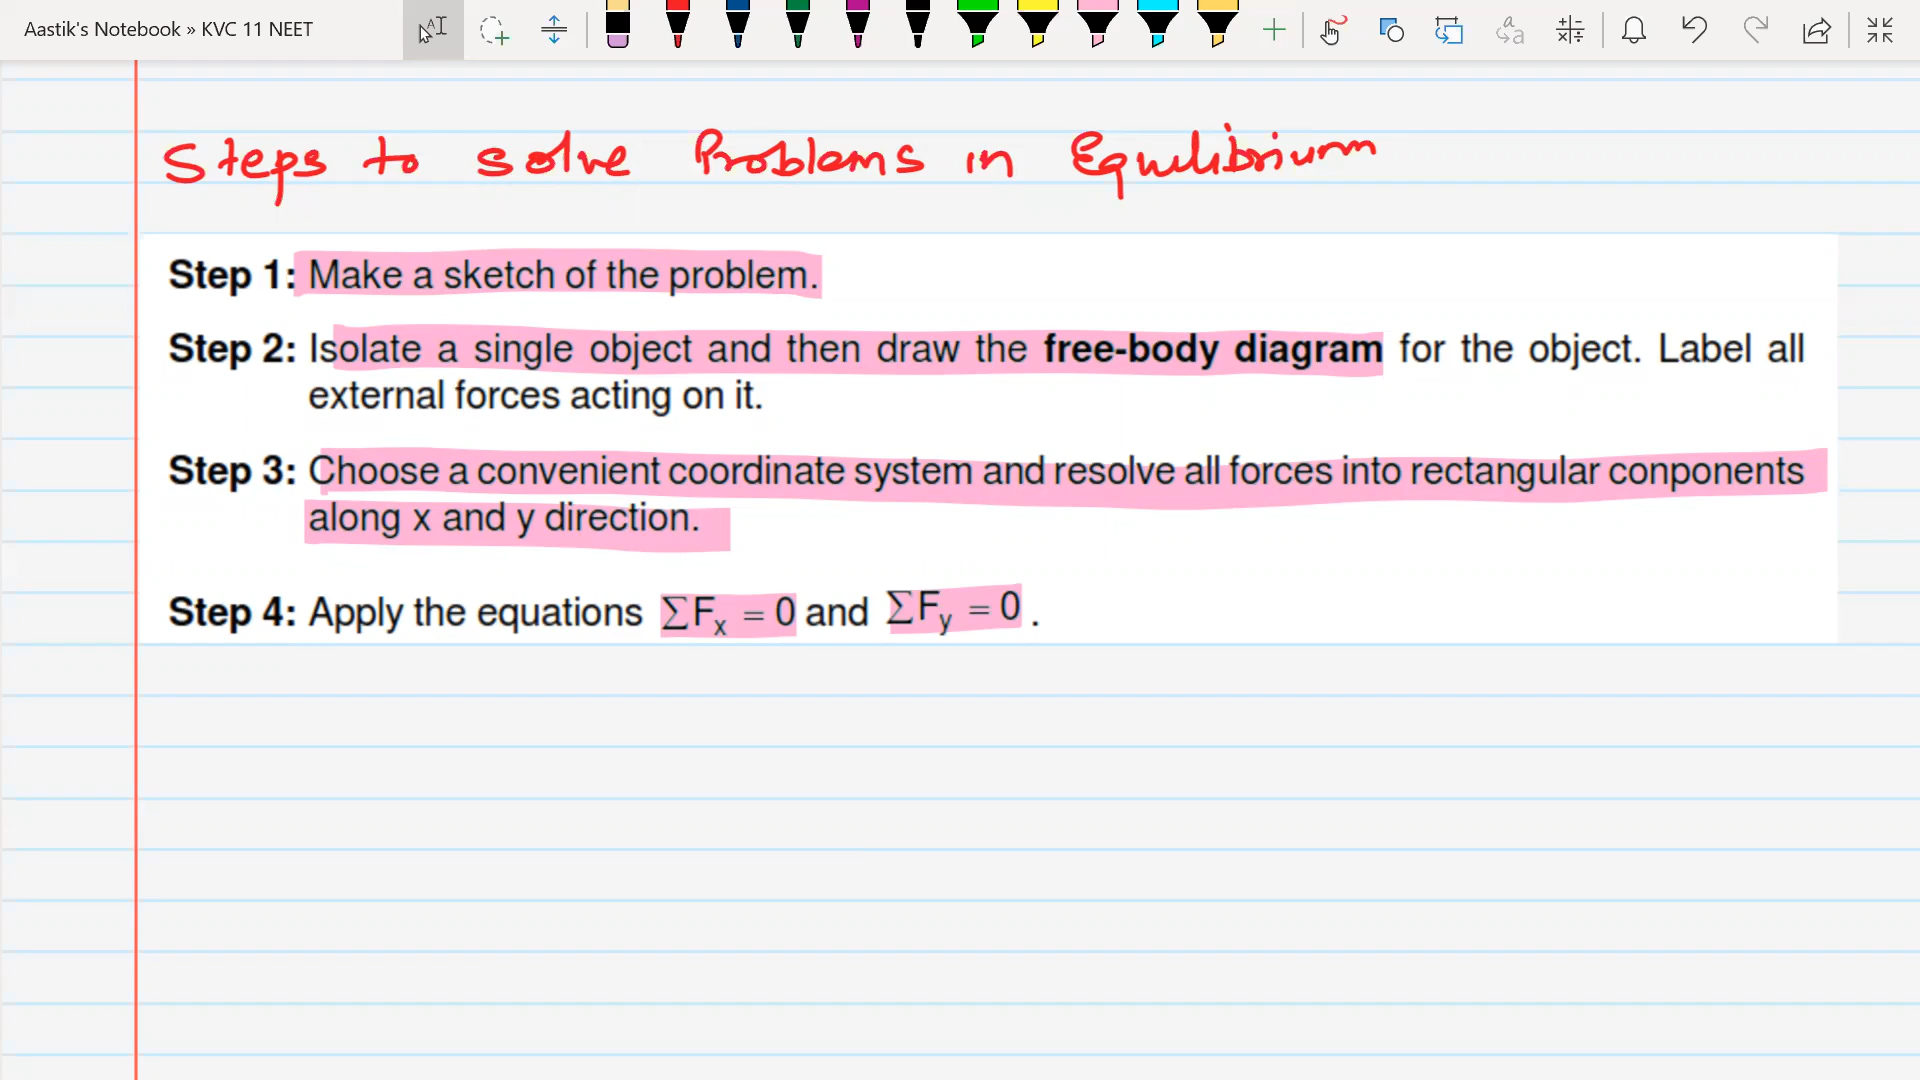 Aastik's Notebook » KVC 11 NEET
Steps to solve Problems in Equilibrium
Step 1: Make a sketch of the problem.
Step 2: Isolate a single object and then draw the free-body diagram for the object. Label all
external forces acting on it.
Step 3: Choose a convenient coordinate system and resolve all forces into rectangular conponents
along x and y direction.
Step 4: Apply the equations ∑Fx = 0 and ∑Fy = 0 .